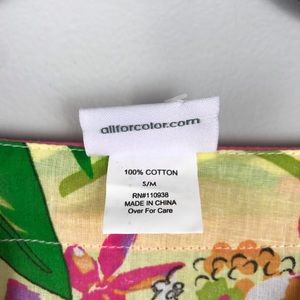 allforcolor.com
100% COTTON
S/M
RN#110938
MADE IN CHINA
Over For Care